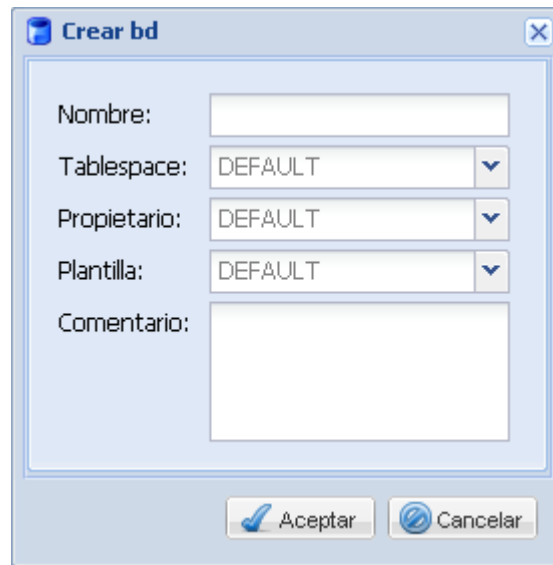 Crear bd
Nombre:
Tablespace: DEFAULT
Propietario: DEFAULT
Plantilla: DEFAULT
Comentario:
Aceptar Cancelar